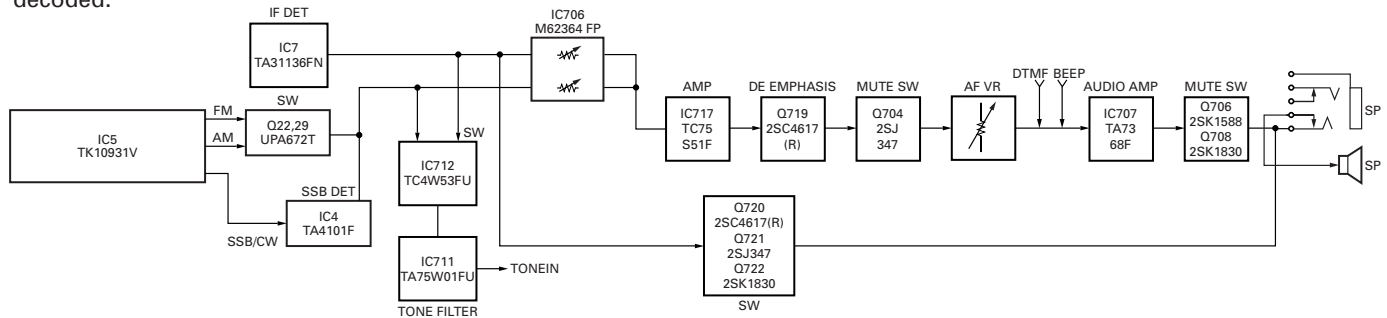 decoded.
IF DET
IC7
TA31136FN
IC706
M62364 FP
SW
Q22,29
UPA672T
FM
AM
IC5
TK10931V
SSB/CW
SSB DET
IC4
TA4101F
SW
IC712
TC4W53FU
IC711
TA75W01FU
TONE FILTER
TONEIN
AMP
IC717
TC75
S51F
DE EMPHASIS
Q719
2SC4617
(R)
MUTE SW
Q704
2SJ
347
AF VR
DTMF BEEP
AUDIO AMP
IC707
TA73
68F
MUTE SW
Q706
2SK1588
Q708
2SK1830
SP
SP
Q720
2SC4617(R)
Q721
2SJ347
Q722
2SK1830
SW